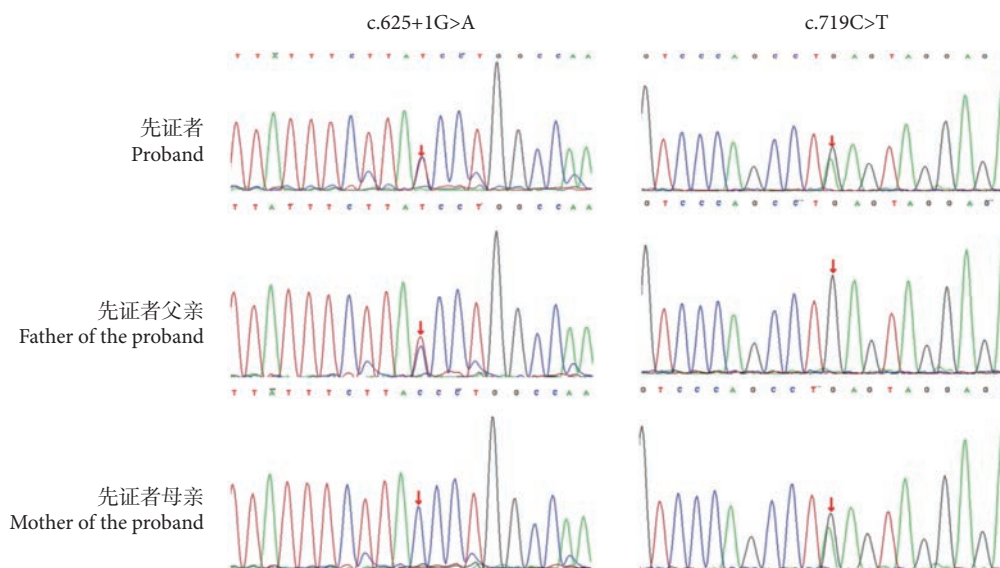 c.625+1G>A c.719C>T
T T A T T T C T T A T C C T G G C C A A G T C C C A G C C T G A G T A G G A G
先证者
Proband
T T A T T T C T T A T C C T G G C C A A G T C C C A G C C T G A G T A G G A G
先证者父亲
Father of the proband
T T A T T T C T T A C C C T G G C C A A G T C C C A G C C T G A G T A G G A G
先证者母亲
Mother of the proband